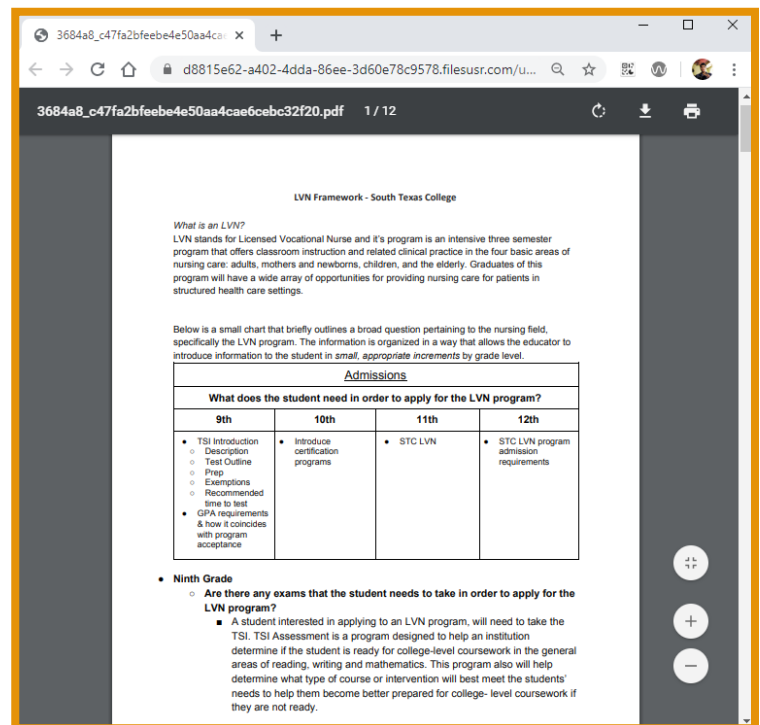 3684a8_c47fa2bfeebe4e50aa4ca
d8815e62-a402-4dda-86ee-3d60e78c9578.filesusr.com/u...
3684a8_c47fa2bfeebe4e50aa4cae6cebc32f20.pdf 1 / 12
LVN Framework - South Texas College
What is an LVN?
LVN stands for Licensed Vocational Nurse and it's program is an intensive three semester
program that offers classroom instruction and related clinical practice in the four basic areas of
nursing care: adults, mothers and newborns, children, and the elderly. Graduates of this
program will have a wide array of opportunities for providing nursing care for patients in
structured health care settings.
Below is a small chart that briefly outlines a broad question pertaining to the nursing field,
specifically the LVN program. The information is organized in a way that allows the educator to
introduce information to the student in small, appropriate increments by grade level.
Admissions
What does the student need in order to apply for the LVN program?
9th 10th 11th 12th
• TSI Introduction
○ Description
○ Test Outline
○ Prep
○ Exemptions
○ Recommended
time to test
• GPA requirements
& how it coincides
with program
acceptance
• Introduce
certification
programs
• STC LVN
• STC LVN program
admission
requirements
• Ninth Grade
○ Are there any exams that the student needs to take in order to apply for the
LVN program?
■ A student interested in applying to an LVN program, will need to take the
TSI. TSI Assessment is a program designed to help an institution
determine if the student is ready for college-level coursework in the general
areas of reading, writing and mathematics. This program also will help
determine what type of course or intervention will best meet the students'
needs to help them become better prepared for college- level coursework if
they are not ready.